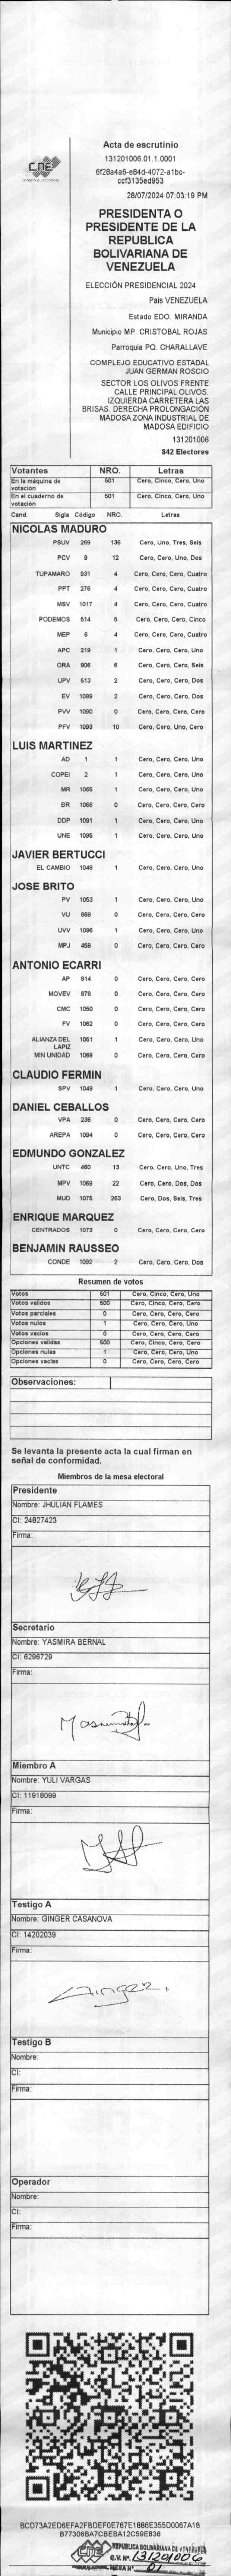 CNE
Acta de escrutinio
131201006.01.1.0001
6f28a4a6-e84d-4072-a1bc-
ccf3135ed953
28/07/2024 07:03:19 PM
PRESIDENTA O
PRESIDENTE DE LA
REPUBLICA
BOLIVARIANA DE
VENEZUELA
ELECCIÓN PRESIDENCIAL 2024
Pais VENEZUELA
Estado EDO. MIRANDA
Municipio MP. CRISTOBAL ROJAS
Parroquia PQ. CHARALLAVE
COMPLEJO EDUCATIVO ESTADAL
JUAN GERMAN ROSCIO
SECTOR LOS OLIVOS FRENTE
CALLE PRINCIPAL OLIVOS.
IZQUIERDA CARRETERA LAS
BRISAS. DERECHA PROLONGACIÓN
MADOSA ZONA INDUSTRIAL DE
MADOSA EDIFICIO
131201006
842 Electores
Votantes NRO. Letras
En la máquina de votación 501 Cero, Cinco, Cero, Uno
En el cuaderno de votación 501 Cero, Cinco, Cero, Uno
Cand. Sigla Código NRO. Letras
NICOLAS MADURO
PSUV 269 136 Cero, Uno, Tres, Seis
PCV 9 12 Cero, Cero, Uno, Dos
TUPAMARO 931 4 Cero, Cero, Cero, Cuatro
PPT 276 4 Cero, Cero, Cero, Cuatro
MSV 1017 4 Cero, Cero, Cero, Cuatro
PODEMOS 514 5 Cero, Cero, Cero, Cinco
MEP 6 4 Cero, Cero, Cero, Cuatro
APC 219 1 Cero, Cero, Cero, Uno
ORA 906 6 Cero, Cero, Cero, Seis
UPV 513 2 Cero, Cero, Cero, Dos
EV 1089 2 Cero, Cero, Cero, Dos
PVV 1090 0 Cero, Cero, Cero, Cero
PFV 1093 10 Cero, Cero, Uno, Cero
LUIS MARTINEZ
AD 1 1 Cero, Cero, Cero, Uno
COPEI 2 1 Cero, Cero, Cero, Uno
MR 1065 1 Cero, Cero, Cero, Uno
BR 1066 0 Cero, Cero, Cero, Cero
DDP 1091 1 Cero, Cero, Cero, Uno
UNE 1095 1 Cero, Cero, Cero, Uno
JAVIER BERTUCCI
EL CAMBIO 1048 1 Cero, Cero, Cero, Uno
JOSE BRITO
PV 1053 1 Cero, Cero, Cero, Uno
VU 868 0 Cero, Cero, Cero, Cero
UVV 1096 1 Cero, Cero, Cero, Uno
MPJ 458 0 Cero, Cero, Cero, Cero
ANTONIO ECARRI
AP 914 0 Cero, Cero, Cero, Cero
MOVEV 878 0 Cero, Cero, Cero, Cero
CMC 1050 0 Cero, Cero, Cero, Cero
FV 1062 0 Cero, Cero, Cero, Cero
ALIANZA DEL LAPIZ 1051 1 Cero, Cero, Cero, Uno
MIN UNIDAD 1068 0 Cero, Cero, Cero, Cero
CLAUDIO FERMIN
SPV 1049 1 Cero, Cero, Cero, Uno
DANIEL CEBALLOS
VPA 236 0 Cero, Cero, Cero, Cero
AREPA 1094 0 Cero, Cero, Cero, Cero
EDMUNDO GONZALEZ
UNTC 460 13 Cero, Cero, Uno, Tres
MPV 1069 22 Cero, Cero, Dos, Dos
MUD 1075 263 Cero, Dos, Seis, Tres
ENRIQUE MARQUEZ
CENTRADOS 1073 0 Cero, Cero, Cero, Cero
BENJAMIN RAUSSEO
CONDE 1092 2 Cero, Cero, Cero, Dos
Resumen de votos
Votos 501 Cero, Cinco, Cero, Uno
Votos validos 500 Cero, Cinco, Cero, Cero
Votos parciales 0 Cero, Cero, Cero, Cero
Votos nulos 1 Cero, Cero, Cero, Uno
Votos vacios 0 Cero, Cero, Cero, Cero
Opciones validas 500 Cero, Cinco, Cero, Cero
Opciones nulas 1 Cero, Cero, Cero, Uno
Opciones vacias 0 Cero, Cero, Cero, Cero
Observaciones:
Se levanta la presente acta la cual firman en
señal de conformidad.
Miembros de la mesa electoral
Presidente
Nombre: JHULIAN FLAMES
CI: 24827423
Firma:
Secretario
Nombre: YASMIRA BERNAL
CI: 6296729
Firma:
Miembro A
Nombre: YULI VARGAS
CI: 11918099
Firma:
Testigo A
Nombre: GINGER CASANOVA
CI: 14202039
Firma:
Ginger
Testigo B
Nombre:
CI:
Firma:
Operador
Nombre:
CI:
Firma:
BCD73A2ED6EFA2FBDEF0E767E1886E355D0067A18
B77306BA7CBEBA12C59E836
CNE REPUBLICA BOLIVARIANA DE VENEZUELA
C.V. Nº. 131201006
MESA Nº 01